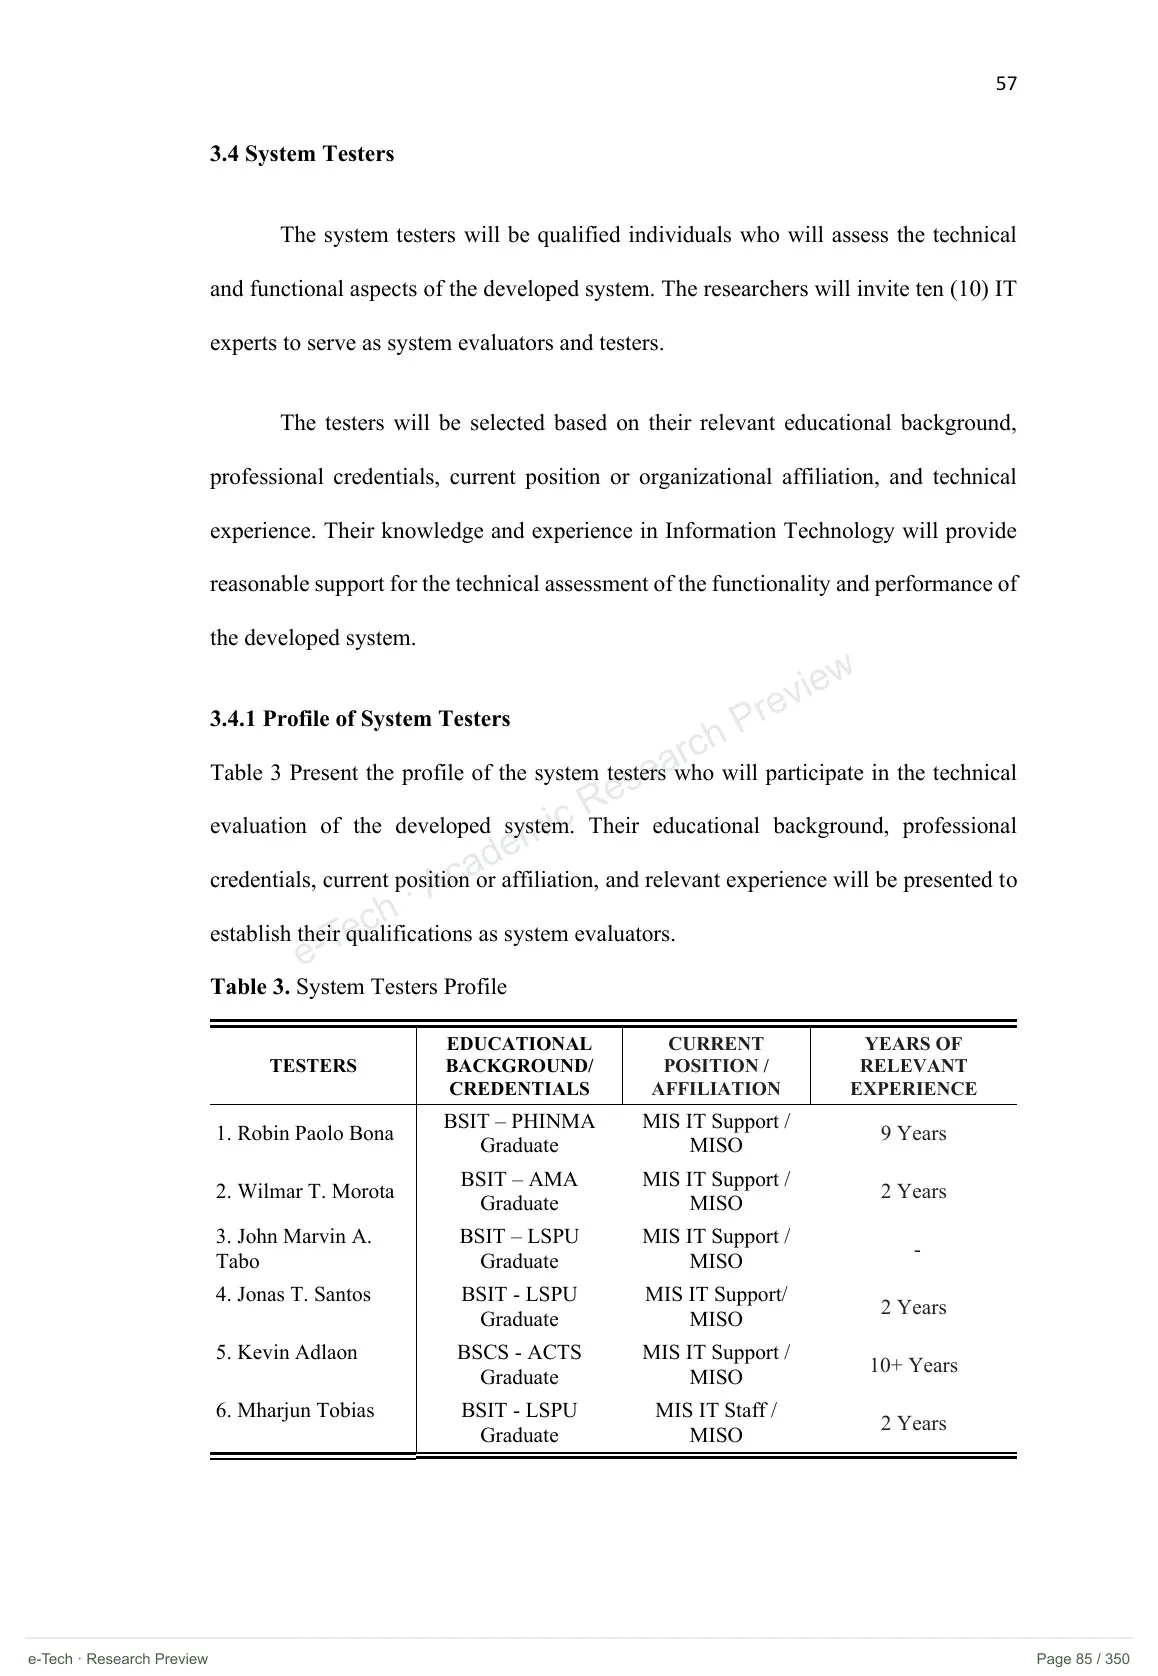 57
3.4 System Testers
The system testers will be qualified individuals who will assess the technical
and functional aspects of the developed system. The researchers will invite ten (10) IT
experts to serve as system evaluators and testers.
The testers will be selected based on their relevant educational background,
professional credentials, current position or organizational affiliation, and technical
experience. Their knowledge and experience in Information Technology will provide
reasonable support for the technical assessment of the functionality and performance of
the developed system.
3.4.1 Profile of System Testers
Table 3 Present the profile of the system testers who will participate in the technical
evaluation of the developed system. Their educational background, professional
credentials, current position or affiliation, and relevant experience will be presented to
establish their qualifications as system evaluators.
e-Tech · Academic Research Preview
Table 3. System Testers Profile
TESTERS
EDUCATIONAL
BACKGROUND/
CREDENTIALS
CURRENT
POSITION /
AFFILIATION
YEARS OF
RELEVANT
EXPERIENCE
1. Robin Paolo Bona
BSIT – PHINMA
Graduate
MIS IT Support /
MISO
9 Years
2. Wilmar T. Morota
BSIT – AMA
Graduate
MIS IT Support /
MISO
2 Years
3. John Marvin A.
Tabo
BSIT – LSPU
Graduate
MIS IT Support /
MISO
-
4. Jonas T. Santos
BSIT - LSPU
Graduate
MIS IT Support/
MISO
2 Years
5. Kevin Adlaon
BSCS - ACTS
Graduate
MIS IT Support /
MISO
10+ Years
6. Mharjun Tobias
BSIT - LSPU
Graduate
MIS IT Staff /
MISO
2 Years
e-Tech · Research Preview
Page 85 / 350